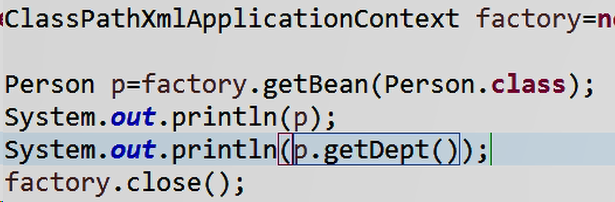 ClassPathXmlApplicationContext factory=ne
Person p=factory.getBean(Person.class);
System.out.println(p);
System.out.println(p.getDept());
factory.close();